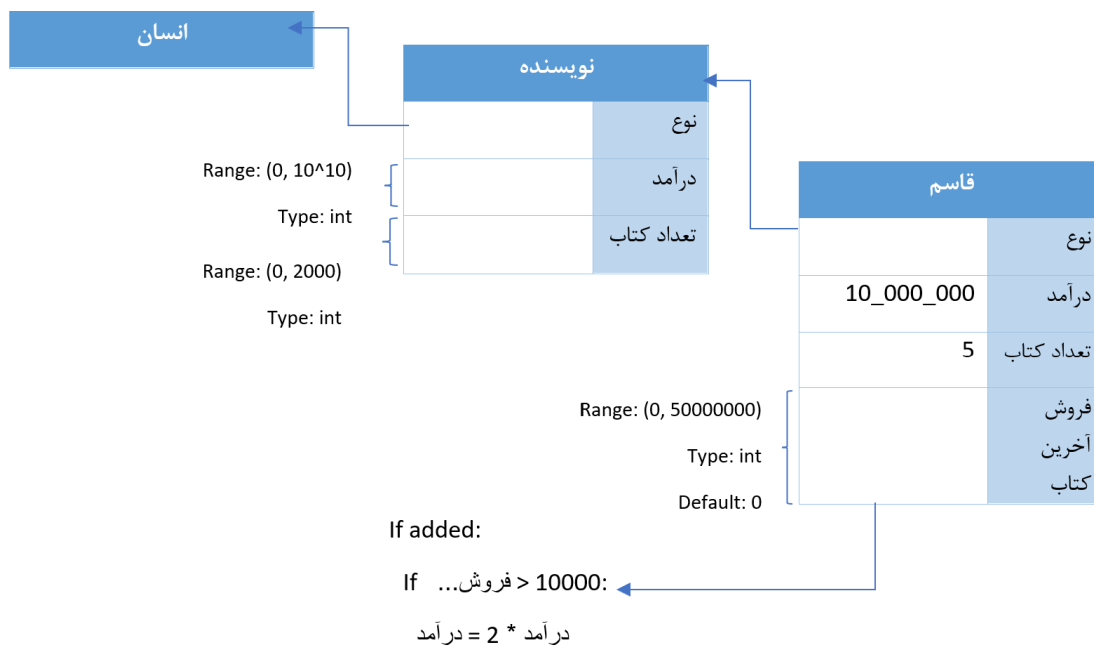 انسان
نویسنده
نوع
درآمد
تعداد کتاب
Range: (0, 10^10)
Type: int
Range: (0, 2000)
Type: int
قاسم
نوع
درآمد 10_000_000
تعداد کتاب 5
فروش
آخرین
کتاب
Range: (0, 50000000)
Type: int
Default: 0
If added:
If فروش... < 10000:
درآمد = 2 * درآمد